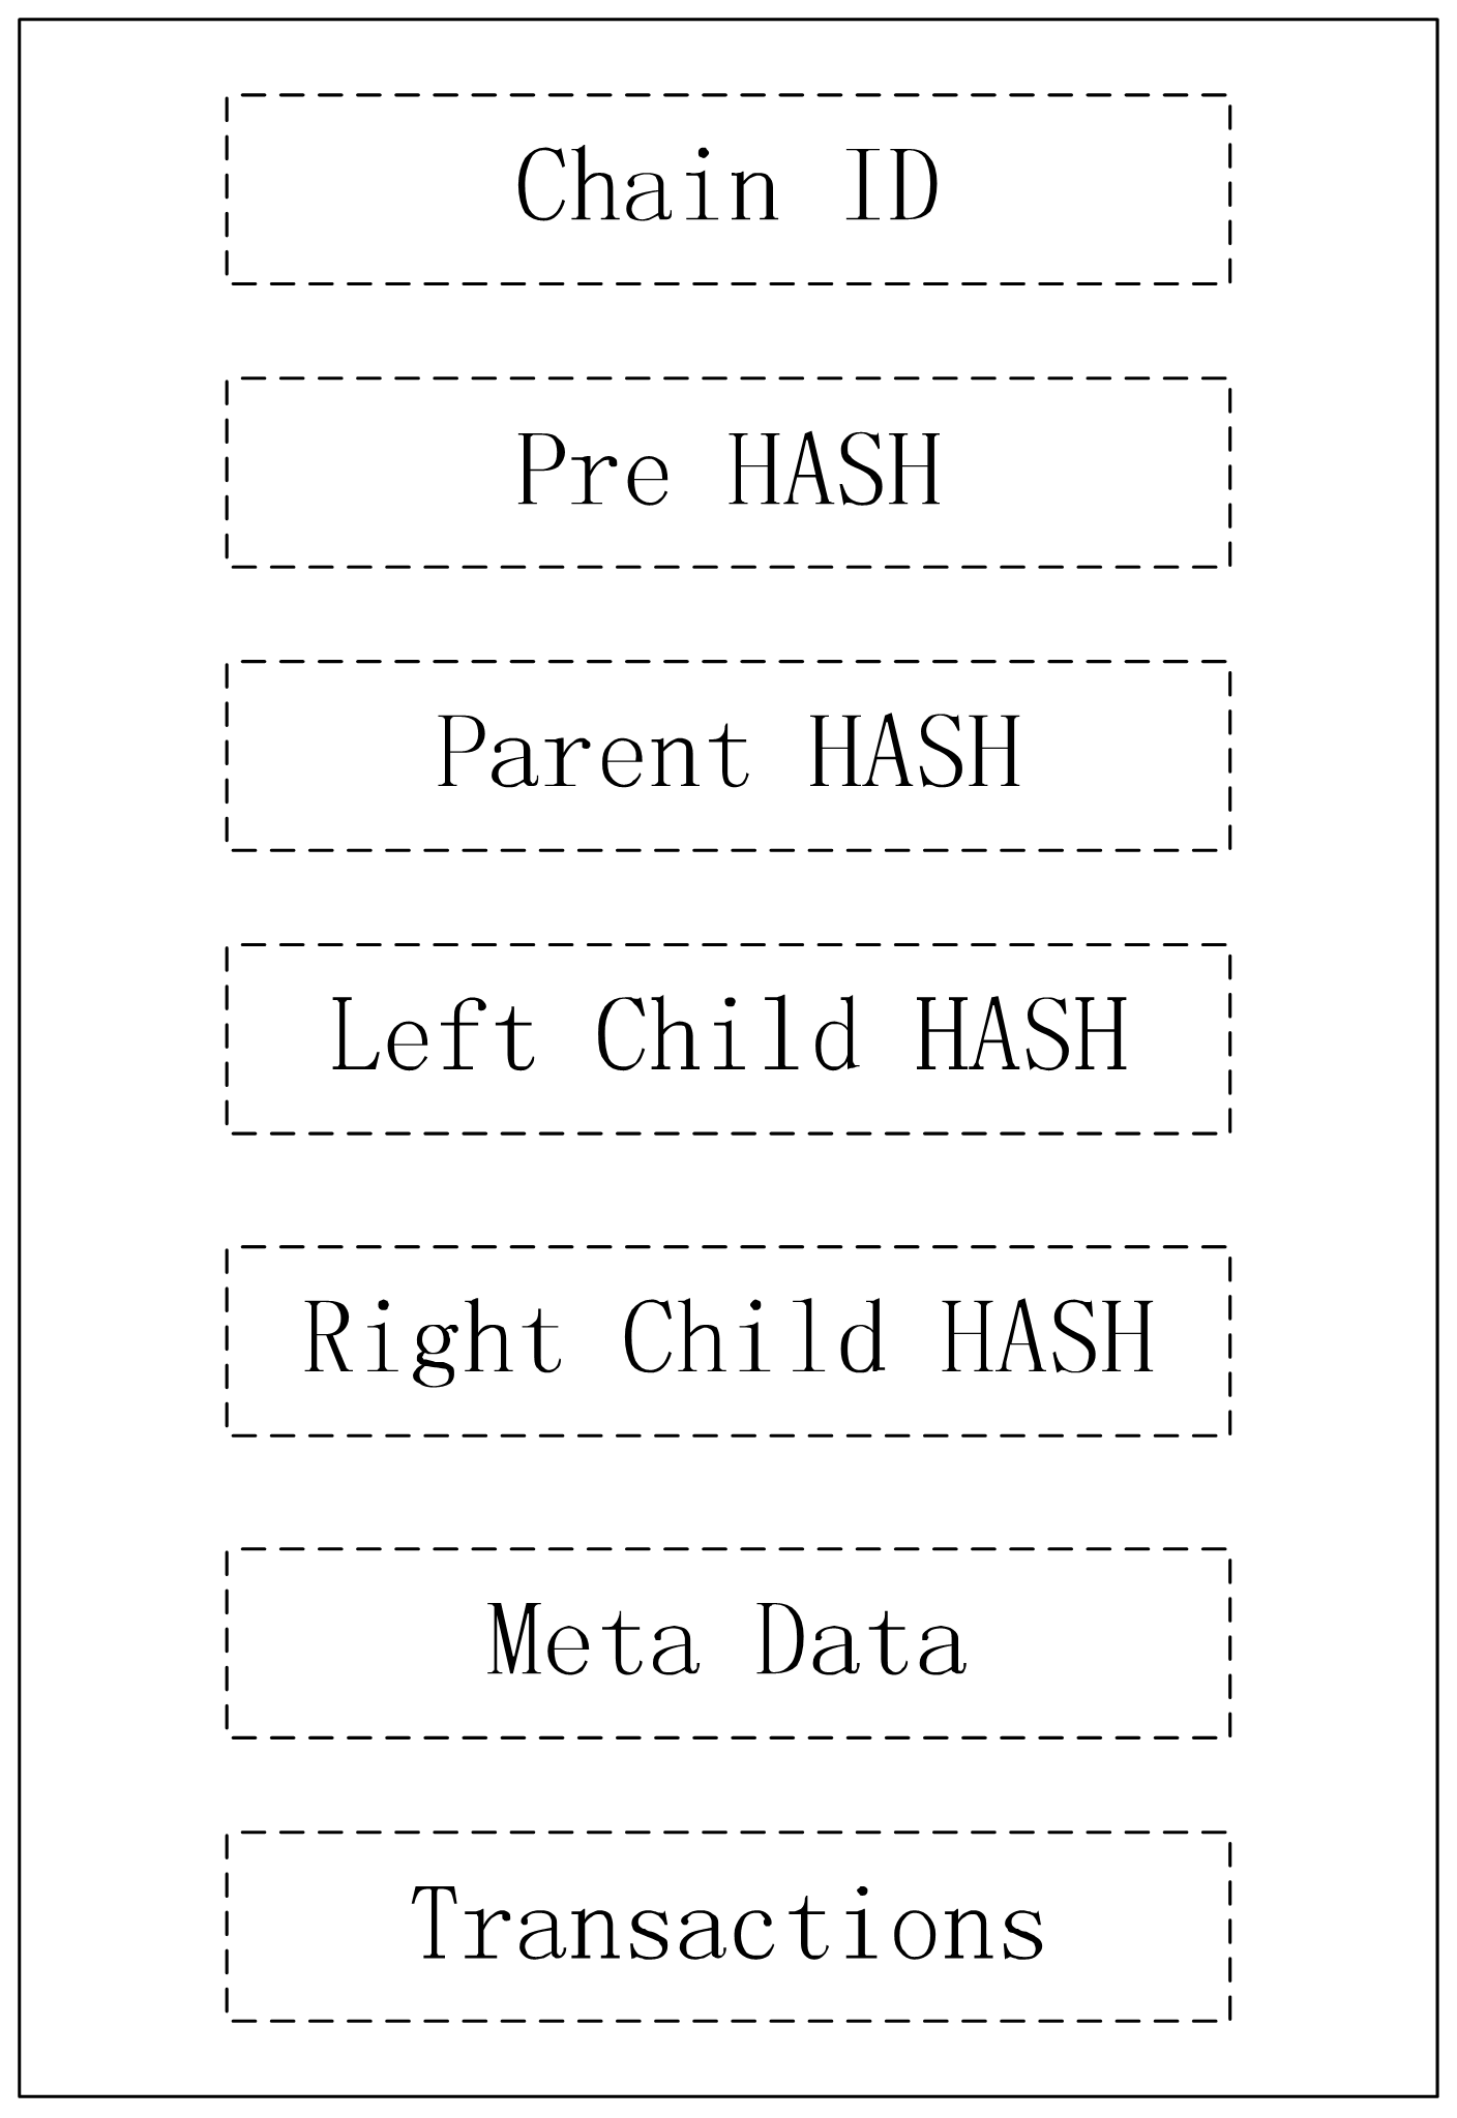 Chain ID
Pre HASH
Parent HASH
Left Child HASH
Right Child HASH
Meta Data
Transactions